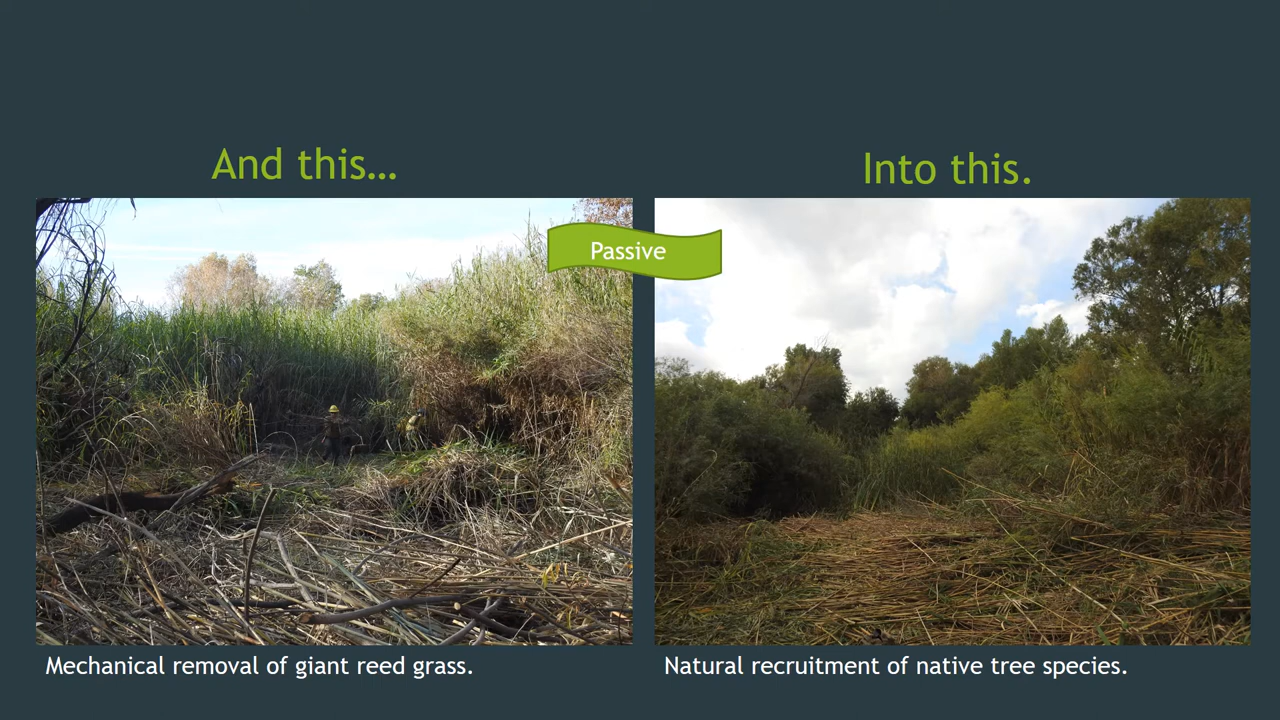 And this…
Into this.
Passive
Mechanical removal of giant reed grass.
Natural recruitment of native tree species.